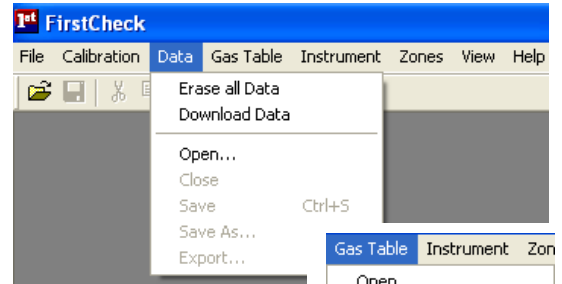 1st FirstCheck
File Calibration Data Gas Table Instrument Zones View Help
Erase all Data
Download Data
Open...
Close
Save Ctrl+S
Save As...
Export...
Gas Table Instrument Zon
Open